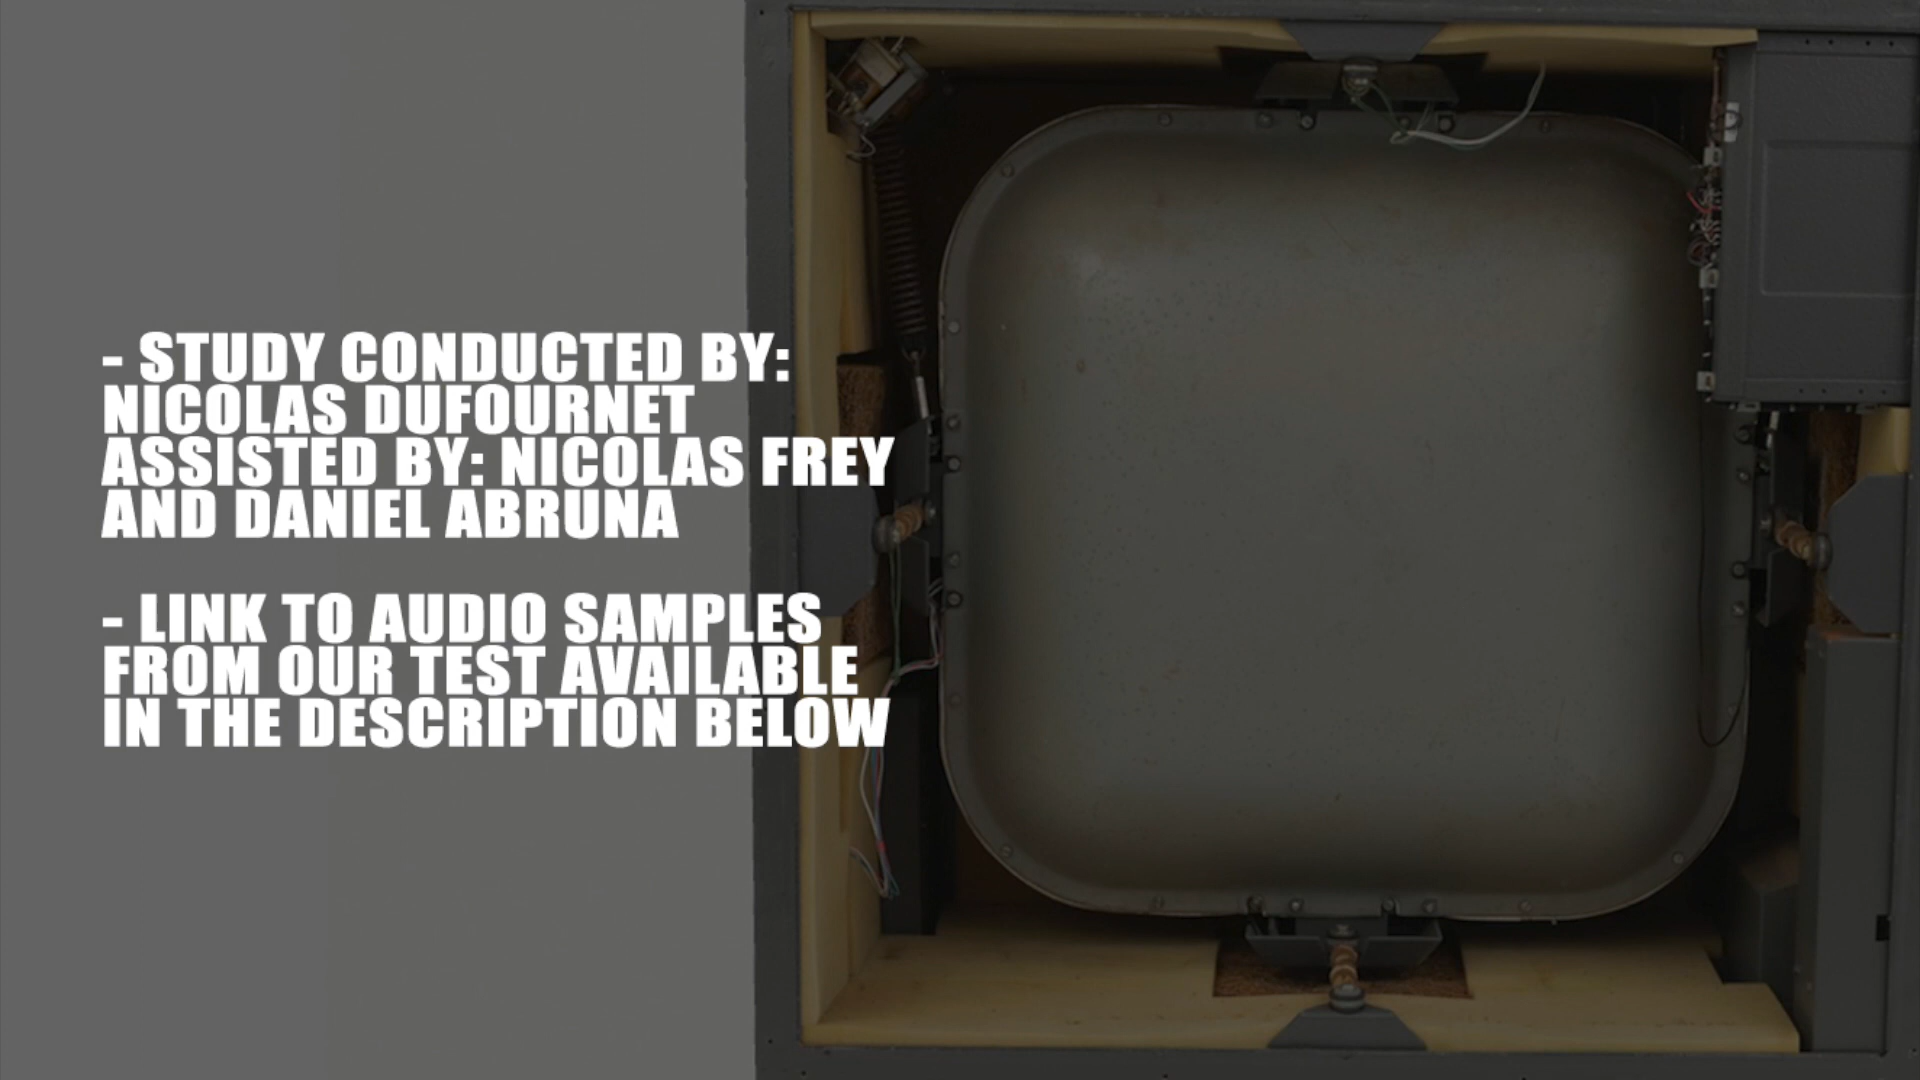 - STUDY CONDUCTED BY:
NICOLAS DUFOURNET
ASSISTED BY: NICOLAS FREY
AND DANIEL ABRUNA
- LINK TO AUDIO SAMPLES
FROM OUR TEST AVAILABLE
IN THE DESCRIPTION BELOW